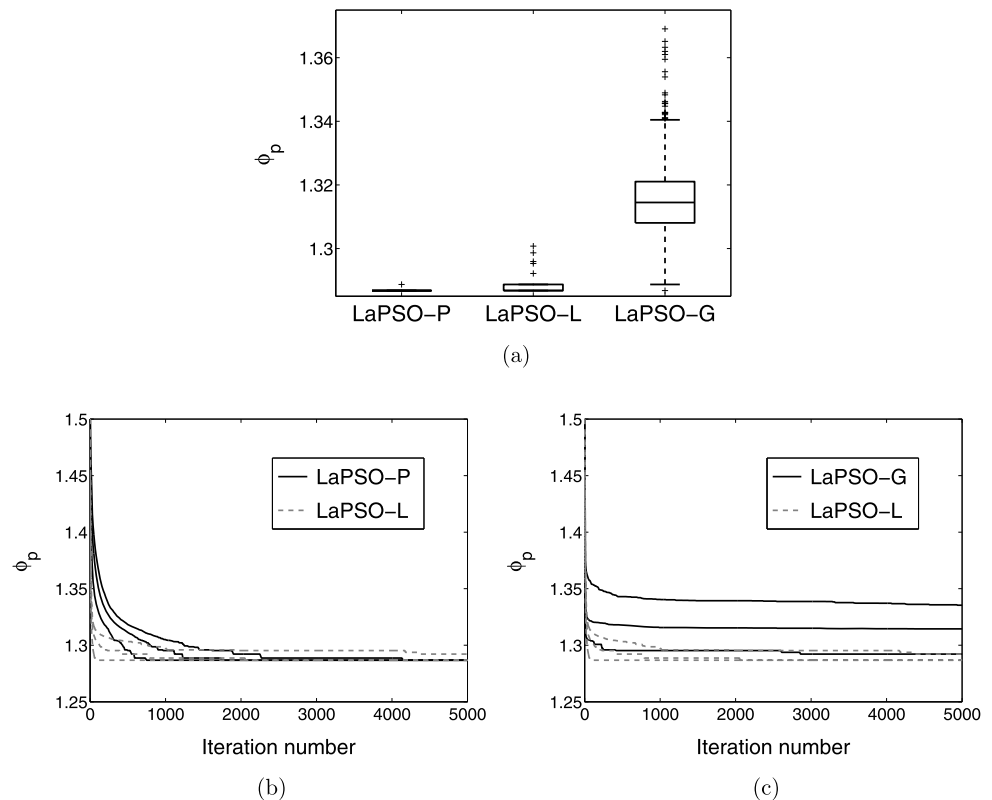 1.36
1.34
1.32
1.3
ϕp
LaPSO−P LaPSO−L LaPSO−G
(a)
1.5
1.45
1.4
1.35
1.3
1.25
ϕp
LaPSO−P
LaPSO−L
0 1000 2000 3000 4000 5000
Iteration number
(b)
1.5
1.45
1.4
1.35
1.3
1.25
ϕp
LaPSO−G
LaPSO−L
0 1000 2000 3000 4000 5000
Iteration number
(c)